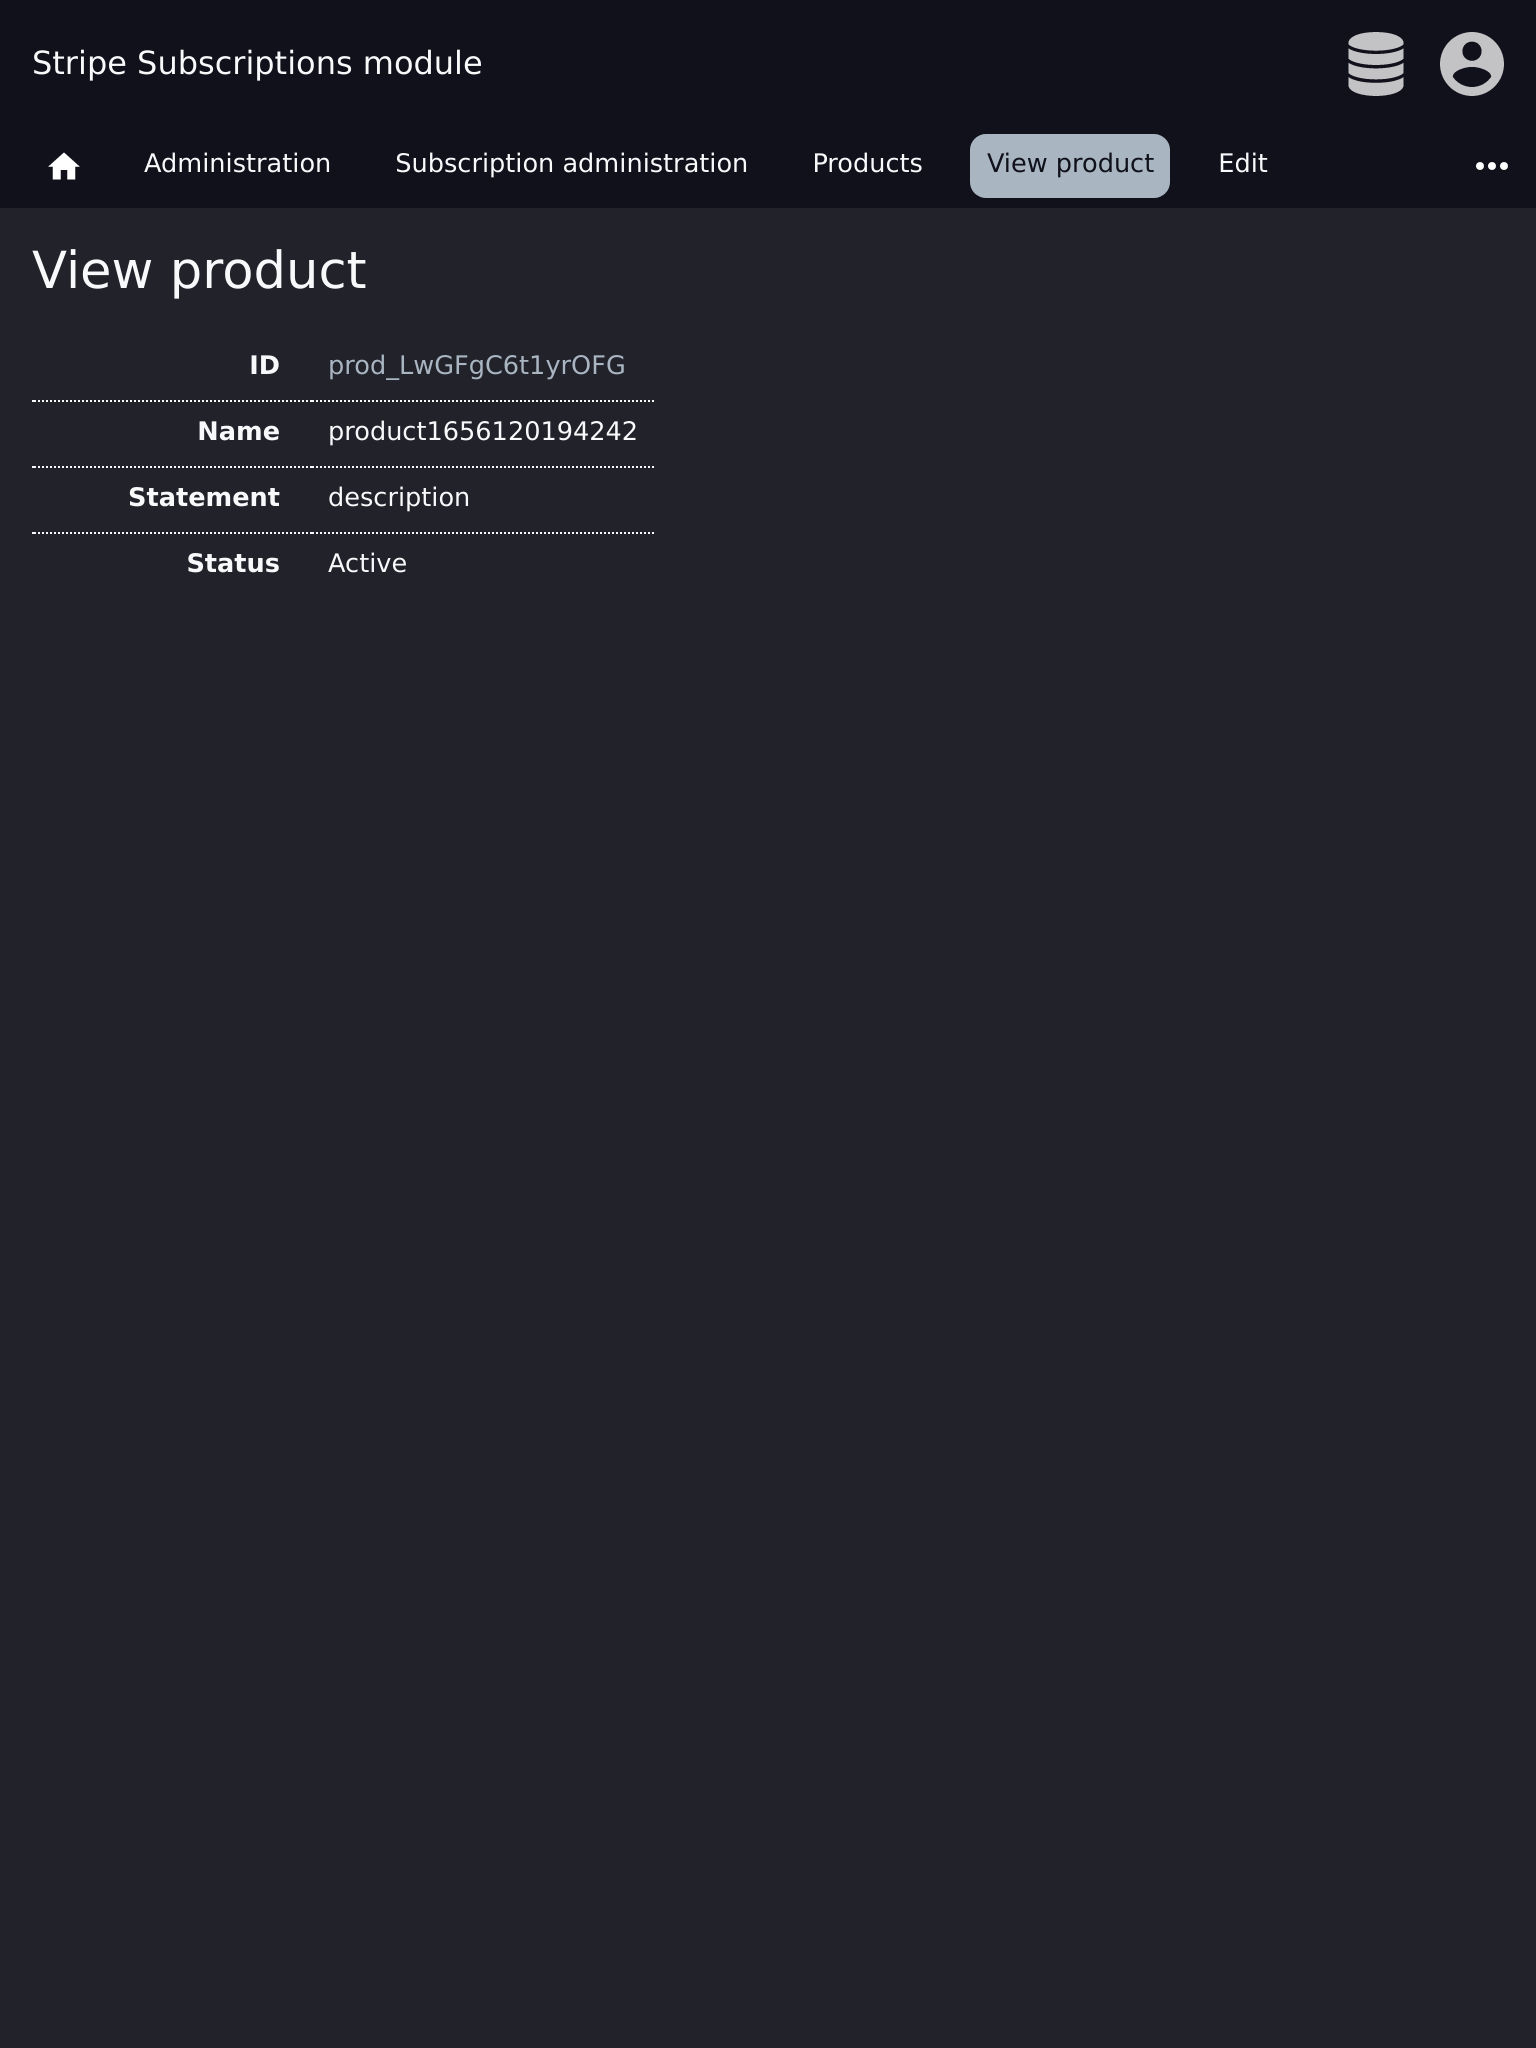 Stripe Subscriptions module
Administration Subscription administration Products View product Edit
View product
ID prod_LwGFgC6t1yrOFG
Name product1656120194242
Statement description
Status Active